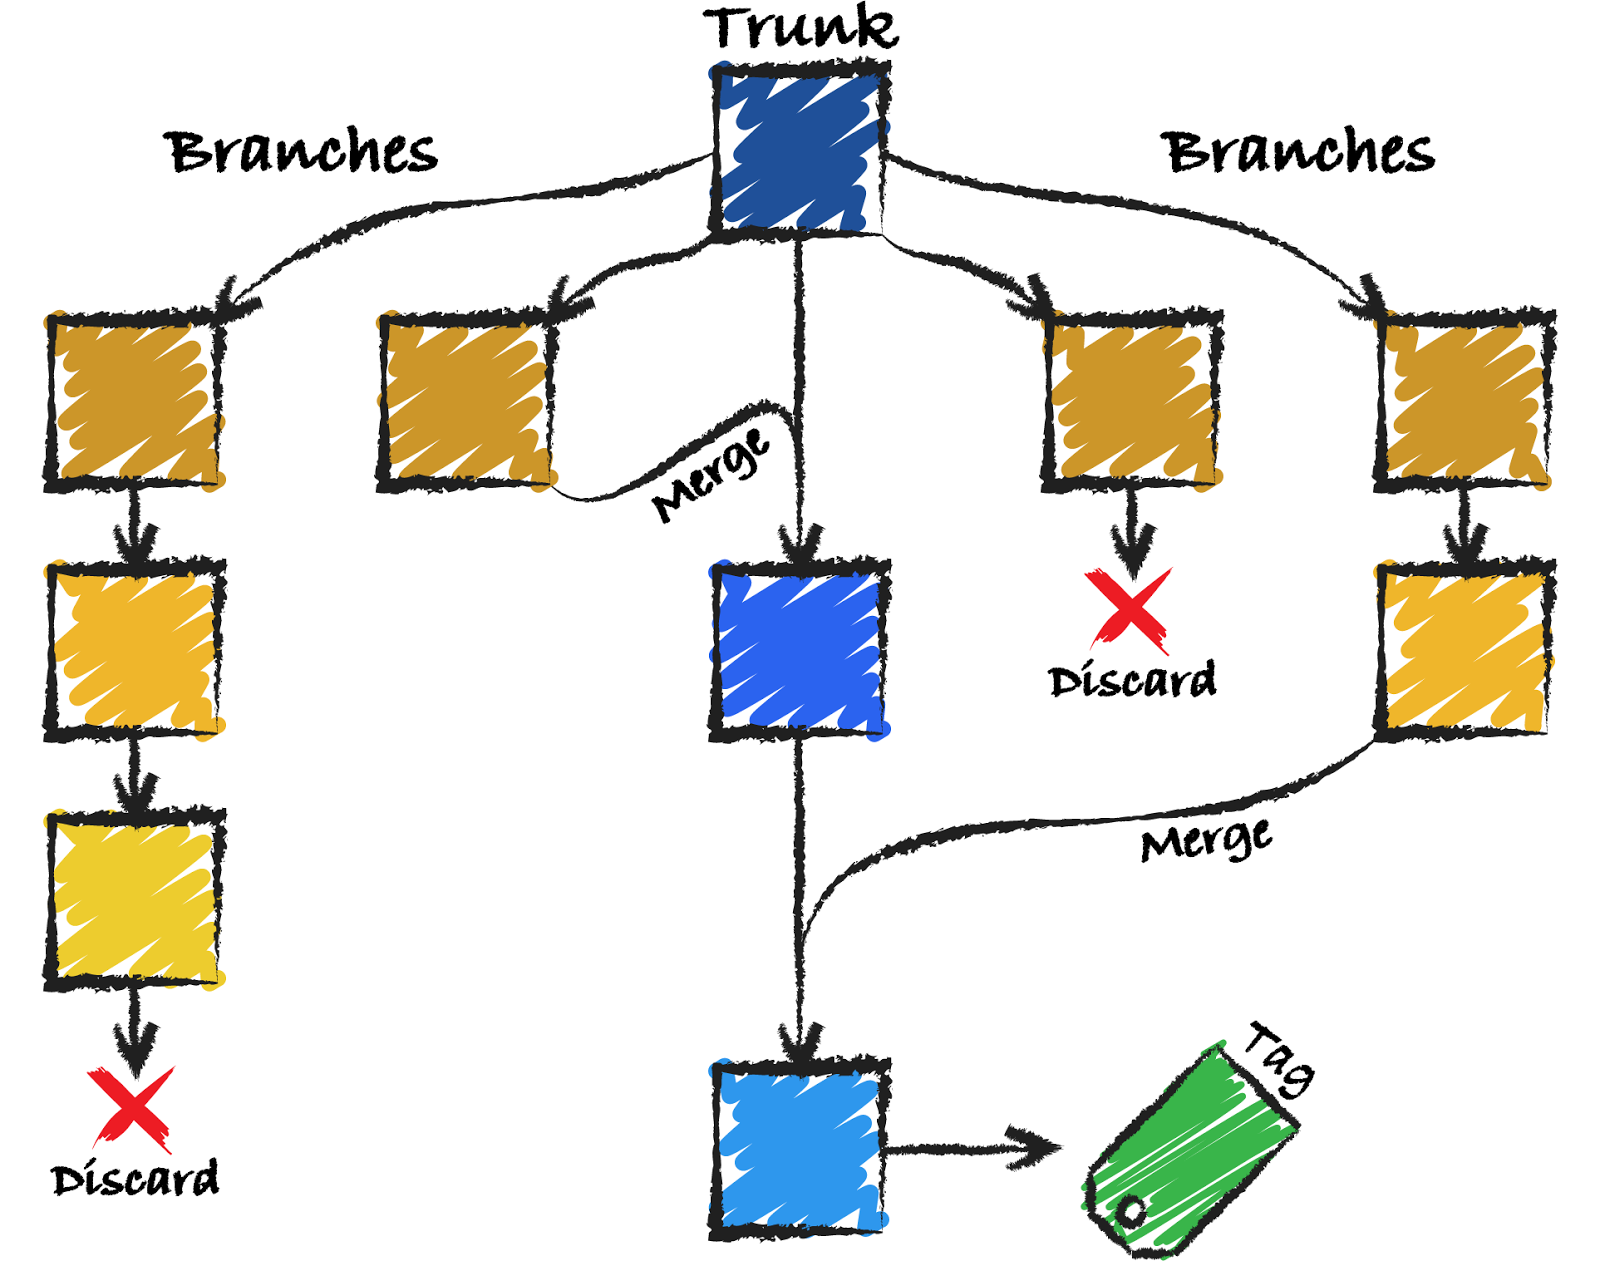 Trunk
Branches
Branches
Merge
Discard
Merge
Tag
Discard